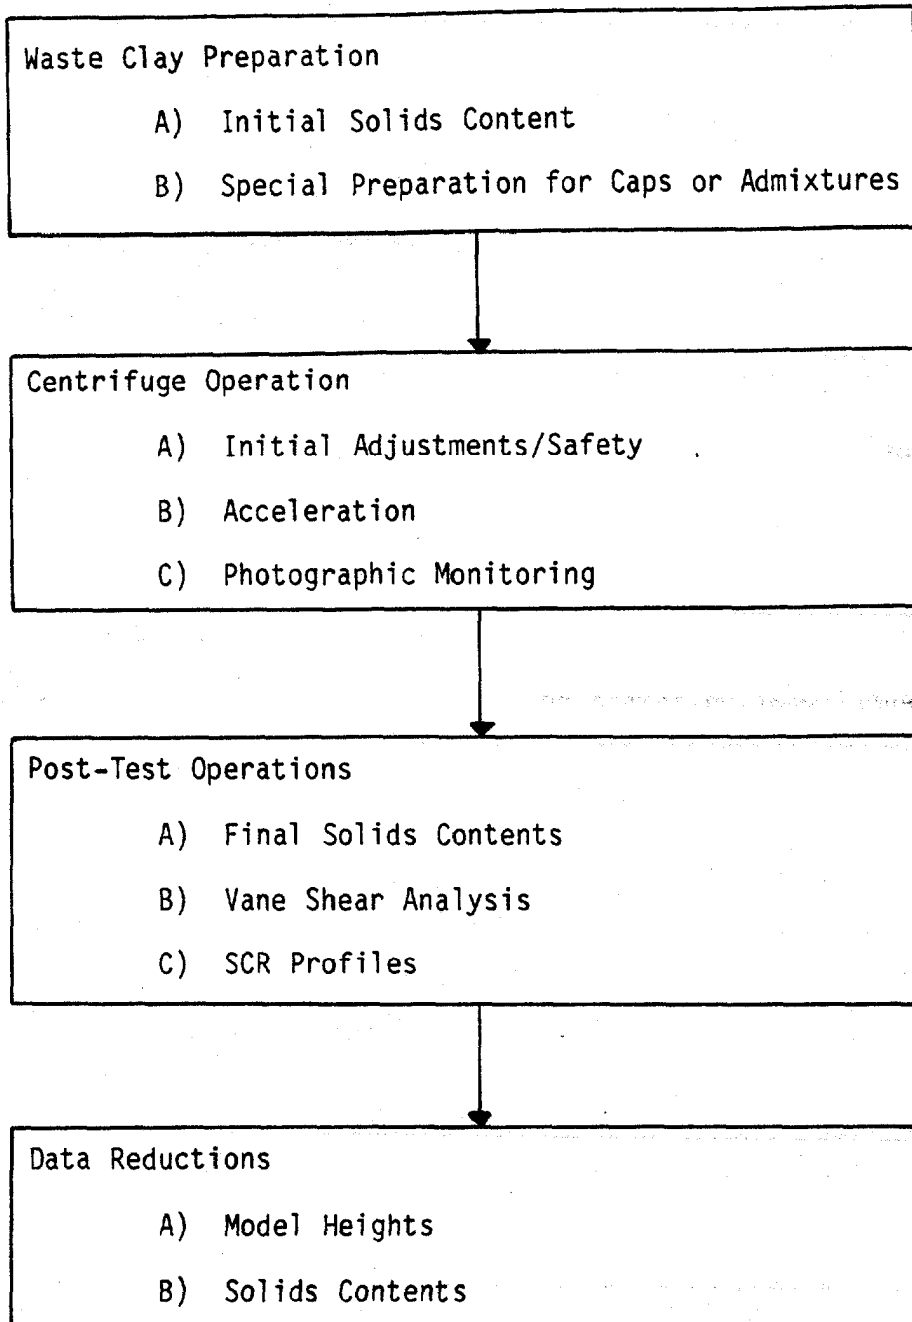 Waste Clay Preparation
A) Initial Solids Content
B) Special Preparation for Caps or Admixtures
Centrifuge Operation
A) Initial Adjustments/Safety
B) Acceleration
C) Photographic Monitoring
Post-Test Operations
A) Final Solids Contents
B) Vane Shear Analysis
C) SCR Profiles
Data Reductions
A) Model Heights
B) Solids Contents